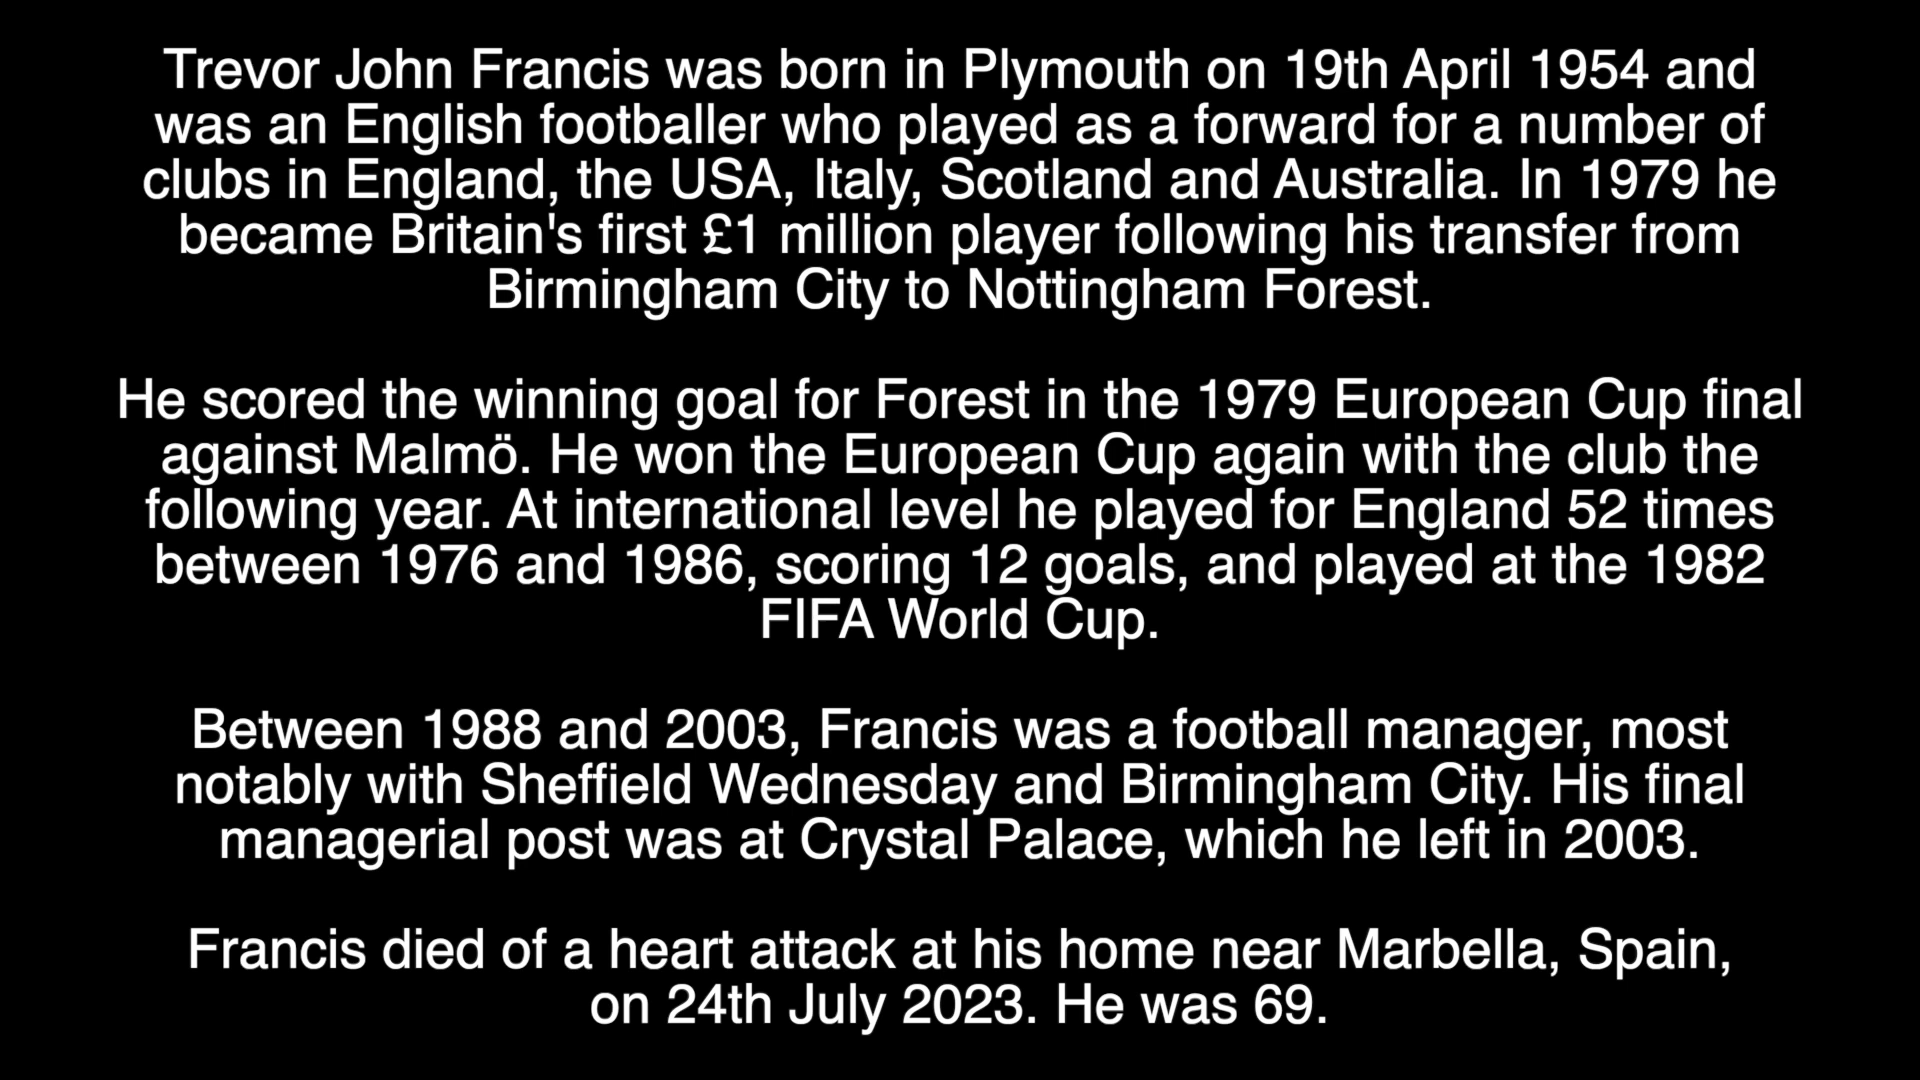 Trevor John Francis was born in Plymouth on 19th April 1954 and
was an English footballer who played as a forward for a number of
clubs in England, the USA, Italy, Scotland and Australia. In 1979 he
became Britain's first £1 million player following his transfer from
Birmingham City to Nottingham Forest.
He scored the winning goal for Forest in the 1979 European Cup final
against Malmö. He won the European Cup again with the club the
following year. At international level he played for England 52 times
between 1976 and 1986, scoring 12 goals, and played at the 1982
FIFA World Cup.
Between 1988 and 2003, Francis was a football manager, most
notably with Sheffield Wednesday and Birmingham City. His final
managerial post was at Crystal Palace, which he left in 2003.
Francis died of a heart attack at his home near Marbella, Spain,
on 24th July 2023. He was 69.